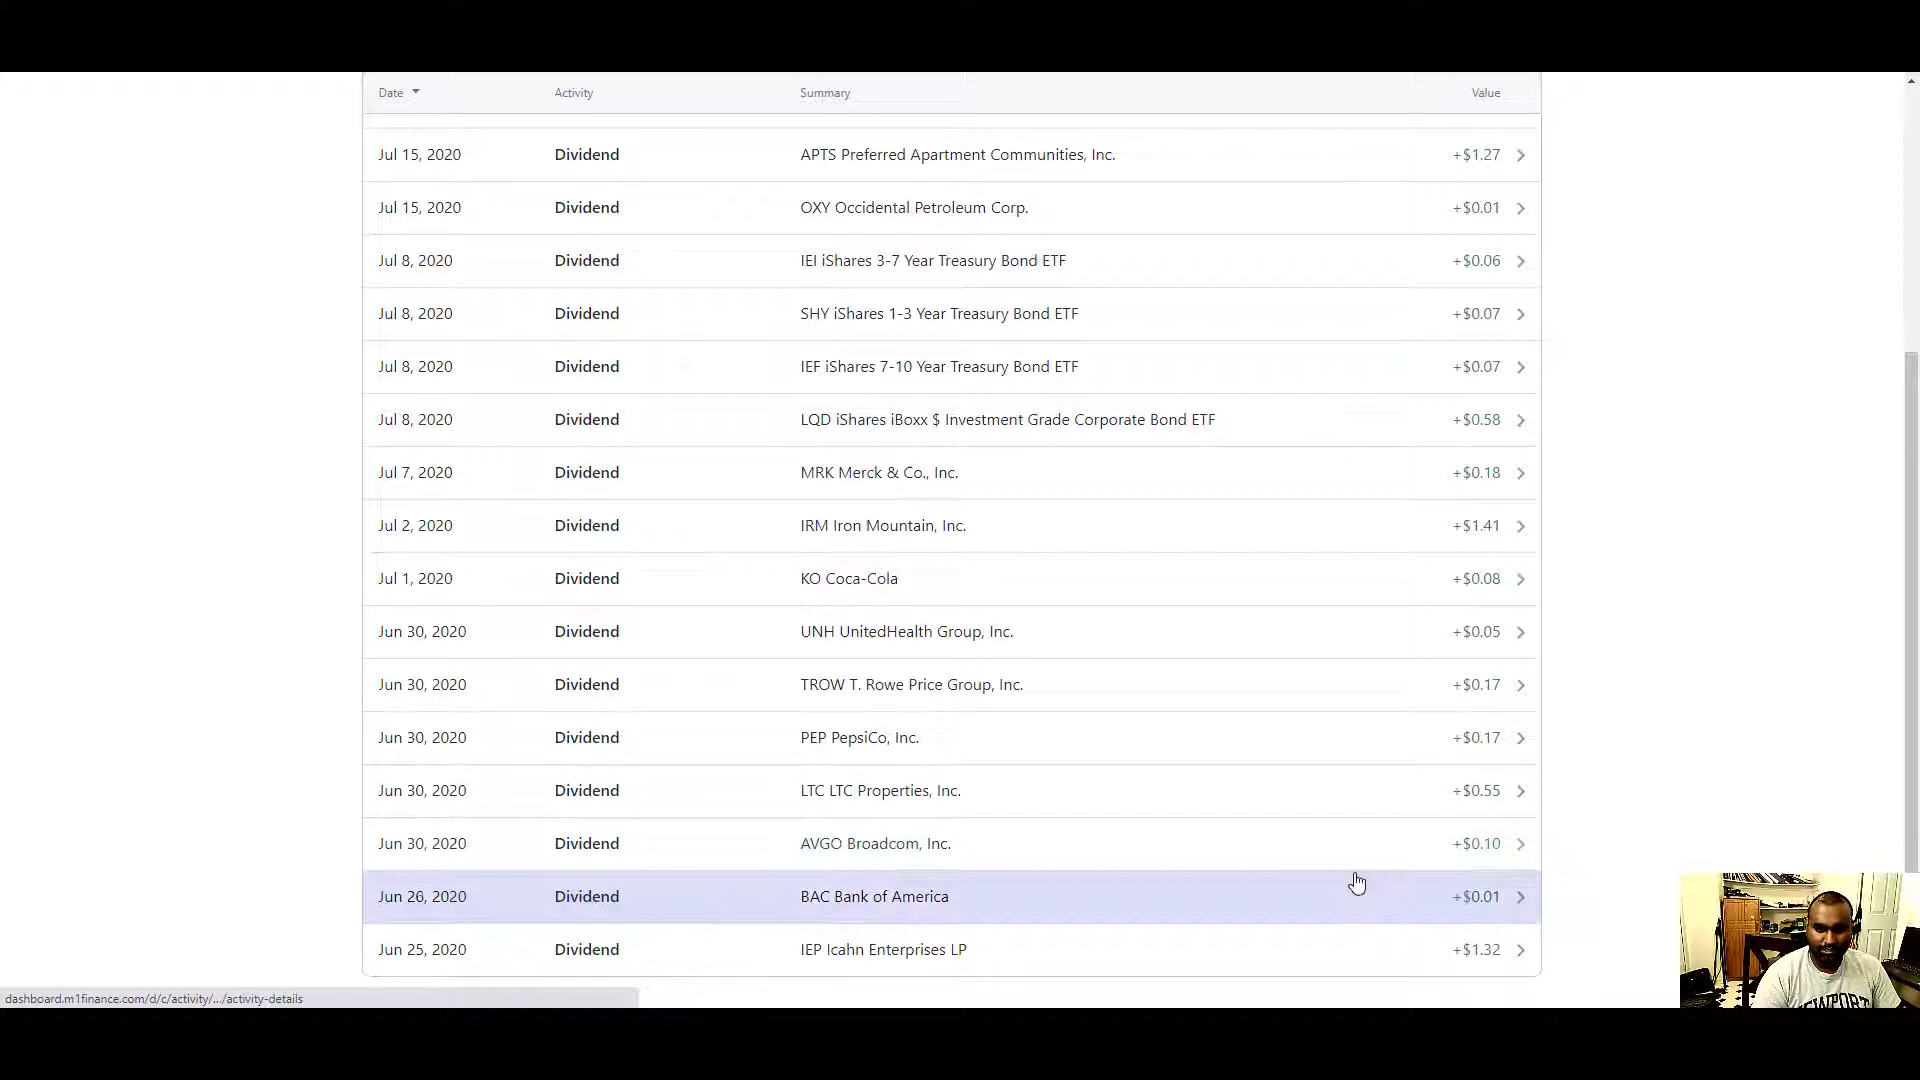 Date Activity Summary Value
Jul 15, 2020 Dividend APTS Preferred Apartment Communities, Inc. +$1.27
Jul 15, 2020 Dividend OXY Occidental Petroleum Corp. +$0.01
Jul 8, 2020 Dividend IEI iShares 3-7 Year Treasury Bond ETF +$0.06
Jul 8, 2020 Dividend SHY iShares 1-3 Year Treasury Bond ETF +$0.07
Jul 8, 2020 Dividend IEF iShares 7-10 Year Treasury Bond ETF +$0.07
Jul 8, 2020 Dividend LQD iShares iBoxx $ Investment Grade Corporate Bond ETF +$0.58
Jul 7, 2020 Dividend MRK Merck & Co., Inc. +$0.18
Jul 2, 2020 Dividend IRM Iron Mountain, Inc. +$1.41
Jul 1, 2020 Dividend KO Coca-Cola +$0.08
Jun 30, 2020 Dividend UNH UnitedHealth Group, Inc. +$0.05
Jun 30, 2020 Dividend TROW T. Rowe Price Group, Inc. +$0.17
Jun 30, 2020 Dividend PEP PepsiCo, Inc. +$0.17
Jun 30, 2020 Dividend LTC LTC Properties, Inc. +$0.55
Jun 30, 2020 Dividend AVGO Broadcom, Inc. +$0.10
Jun 26, 2020 Dividend BAC Bank of America +$0.01
Jun 25, 2020 Dividend IEP Icahn Enterprises LP +$1.32
dashboard.m1finance.com/d/c/activity/.../activity-details